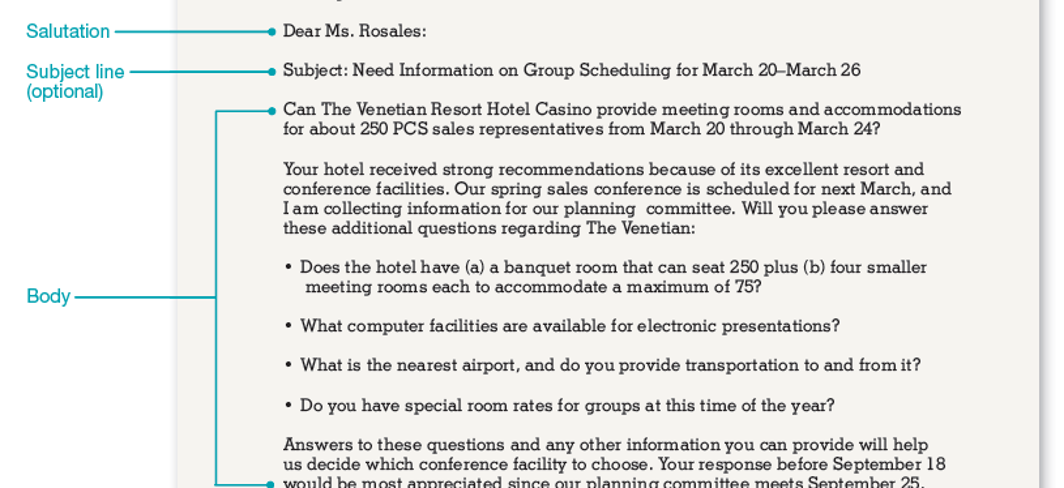 Salutation
Dear Ms. Rosales:
Subject line
(optional)
Subject: Need Information on Group Scheduling for March 20–March 26
Can The Venetian Resort Hotel Casino provide meeting rooms and accommodations
for about 250 PCS sales representatives from March 20 through March 24?
Your hotel received strong recommendations because of its excellent resort and
conference facilities. Our spring sales conference is scheduled for next March, and
I am collecting information for our planning committee. Will you please answer
these additional questions regarding The Venetian:
• Does the hotel have (a) a banquet room that can seat 250 plus (b) four smaller
meeting rooms each to accommodate a maximum of 75?
Body
• What computer facilities are available for electronic presentations?
• What is the nearest airport, and do you provide transportation to and from it?
• Do you have special room rates for groups at this time of the year?
Answers to these questions and any other information you can provide will help
us decide which conference facility to choose. Your response before September 18
would be most appreciated since our planning committee meets September 25.